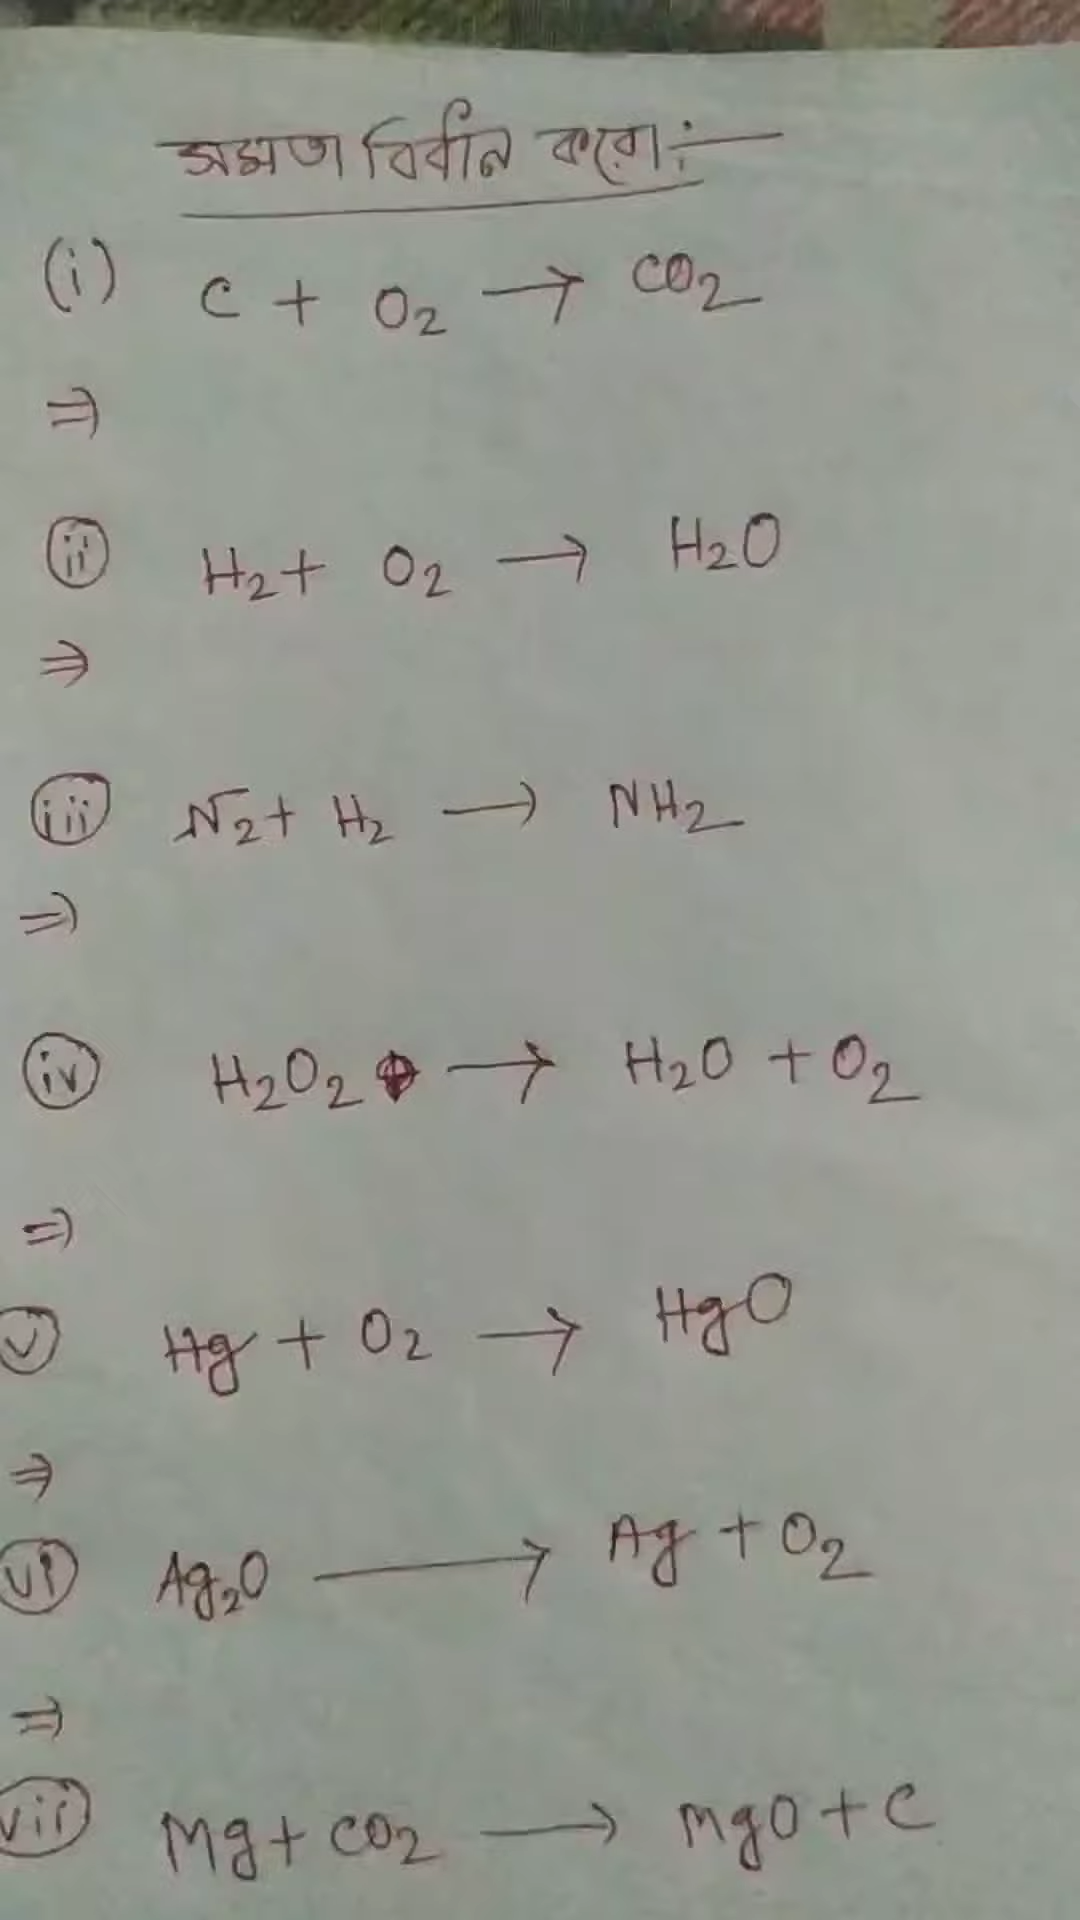 সমতা বিধান করো:—
(i) C + O₂ → CO₂
⇒
(ii) H₂ + O₂ → H₂O
⇒
(iii) N₂ + H₂ → NH₂
⇒
(iv) H₂O₂ → H₂O + O₂
⇒
(v) Hg + O₂ → HgO
⇒
(vi) Ag₂O → Ag + O₂
⇒
(vii) Mg + CO₂ → MgO + C